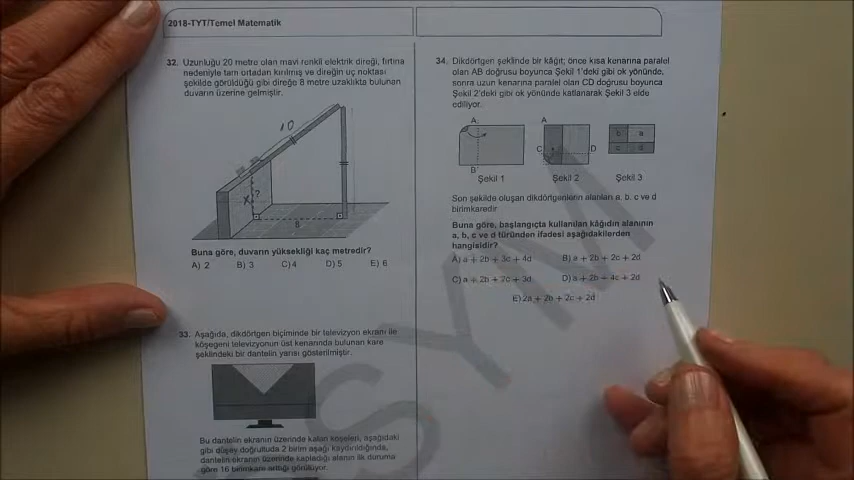 2018-TYT/Temel Matematik
32. Uzunluğu 20 metre olan mavi renkli elektrik direği, fırtına
nedeniyle tam ortadan kırılmış ve direğin uç noktası
şekilde görüldüğü gibi direğe 8 metre uzaklıkta bulunan
duvarın üzerine gelmiştir.
10
x ?
8
Buna göre, duvarın yüksekliği kaç metredir?
A) 2 B) 3 C) 4 D) 5 E) 6
33. Aşağıda, dikdörtgen biçiminde bir televizyon ekranı ile
köşegeni televizyonun üst kenarında bulunan kare
şeklindeki bir dantelin yarısı gösterilmiştir.
Bu dantelin ekranın üzerinde kalan köşeleri, aşağıdaki
gibi düşey doğrultuda 2 birim aşağı kaydırıldığında,
dantelin ekran üzerinde kapladığı alanın ilk duruma
göre 16 birimkare arttığı görülüyor.
34. Dikdörtgen şeklinde bir kâğıt; önce kısa kenarına paralel
olan AB doğrusu boyunca Şekil 1'deki gibi ok yönünde,
sonra uzun kenarına paralel olan CD doğrusu boyunca
Şekil 2'deki gibi ok yönünde katlanarak Şekil 3 elde
ediliyor.
A A
b a
C D
c d
B
Şekil 1 Şekil 2 Şekil 3
Son şekilde oluşan dikdörtgenlerin alanları a, b, c ve d
birimkaredir
Buna göre, başlangıçta kullanılan kâğıdın alanının
a, b, c ve d türünden ifadesi aşağıdakilerden
hangisidir?
A) a + 2b + 3c + 4d B) a + 2b + 2c + 2d
C) a + 2b + 2c + 3d D) a + 2b + 4c + 2d
E) 2a + 2b + 2c + 2d
ÖSYM